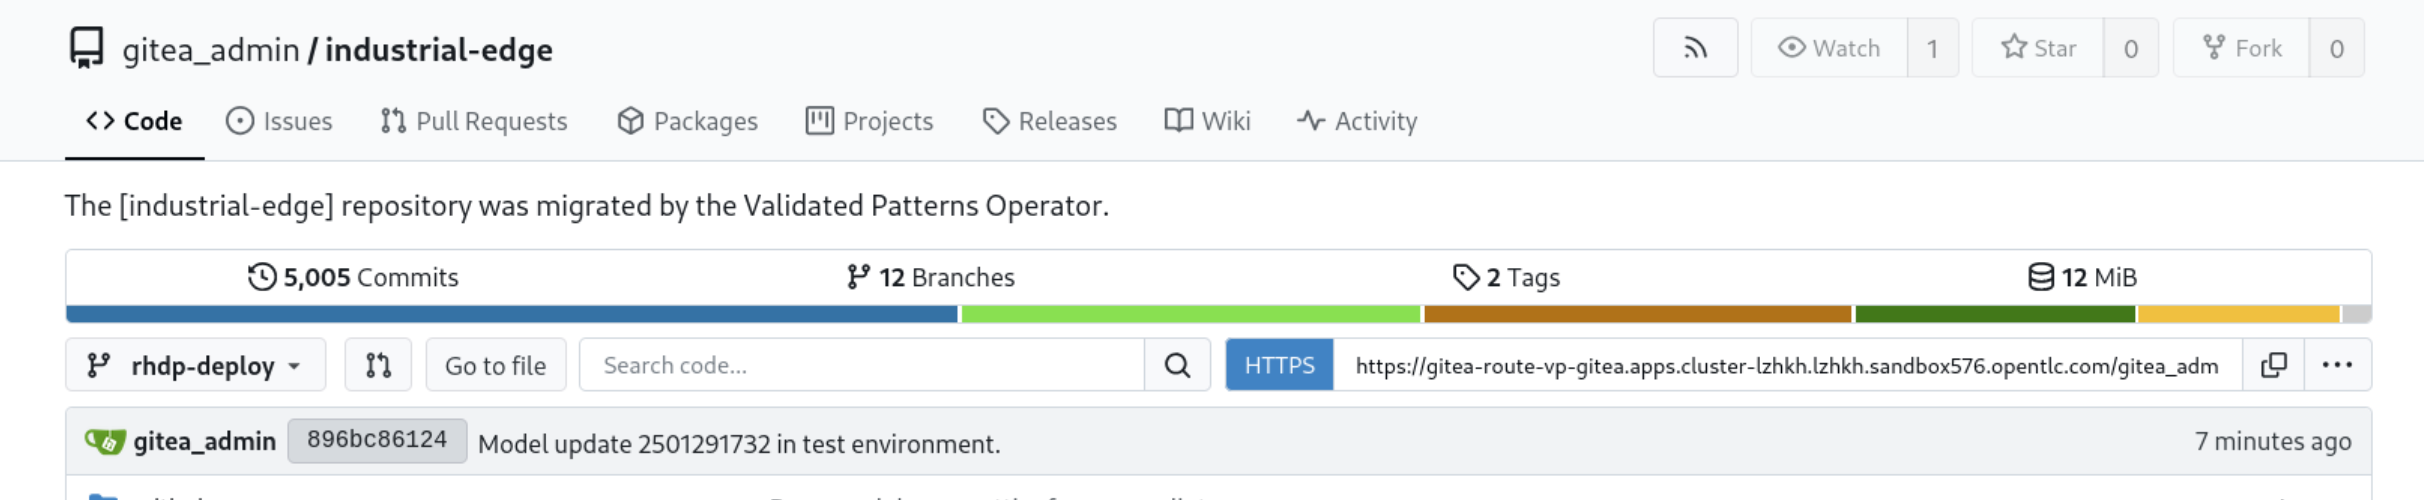 gitea_admin / industrial-edge
Watch 1 Star 0 Fork 0
Code Issues Pull Requests Packages Projects Releases Wiki Activity
The [industrial-edge] repository was migrated by the Validated Patterns Operator.
5,005 Commits 12 Branches 2 Tags 12 MiB
rhdp-deploy Go to file Search code... HTTPS https://gitea-route-vp-gitea.apps.cluster-lzhkh.lzhkh.sandbox576.opentlc.com/gitea_adm
gitea_admin 896bc86124 Model update 2501291732 in test environment. 7 minutes ago